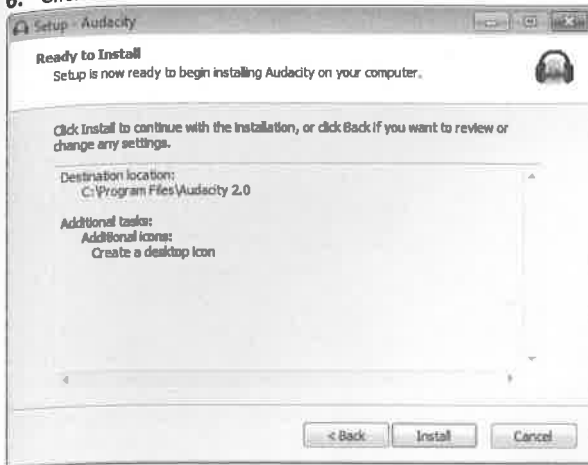 6.
Setup - Audacity
Ready to Install
Setup is now ready to begin installing Audacity on your computer.
Click Install to continue with the installation, or click Back if you want to review or
change any settings.
Destination location:
C:\Program Files\Audacity 2.0
Additional tasks:
Additional icons:
Create a desktop icon
< Back
Install
Cancel